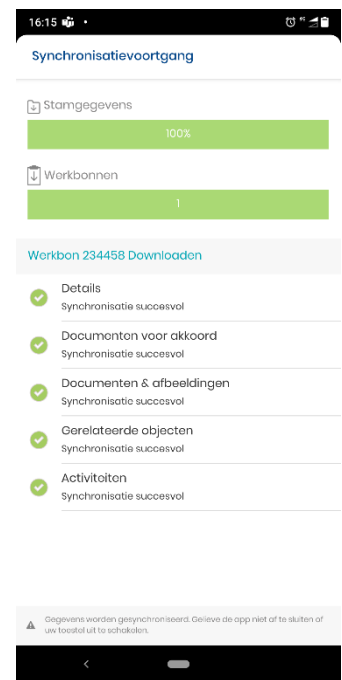 16:15
Synchronisatievoortgang
Stamgegevens
100%
Werkbonnen
1
Werkbon 234458 Downloaden
Details
Synchronisatie succesvol
Documenten voor akkoord
Synchronisatie succesvol
Documenten & afbeeldingen
Synchronisatie succesvol
Gerelateerde objecten
Synchronisatie succesvol
Activiteiten
Synchronisatie succesvol
Gegevens worden gesynchroniseerd. Gelieve de app niet af te sluiten of
uw toestel uit te schakelen.